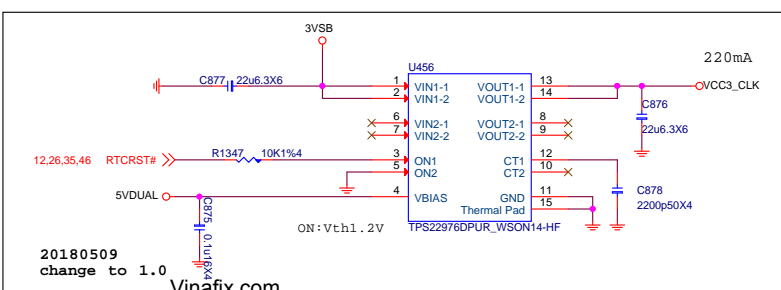 3VSB
U456
220mA
C877 22u6.3X6
1 VIN1-1 VOUT1-1 13
2 VIN1-2 VOUT1-2 14
VCC3_CLK
C876
22u6.3X6
6 VIN2-1 VOUT2-1 8
7 VIN2-2 VOUT2-2 9
12,26,35,46 RTCRST# R1347 10K1%4
3 ON1 CT1 12
5 ON2 CT2 10
5VDUAL
4 VBIAS GND 11
Thermal Pad 15
C878
2200p50X4
C875 0.1u16X4
ON:Vth1.2V
TPS22976DPUR_WSON14-HF
20180509
change to 1.0
Vinafix.com